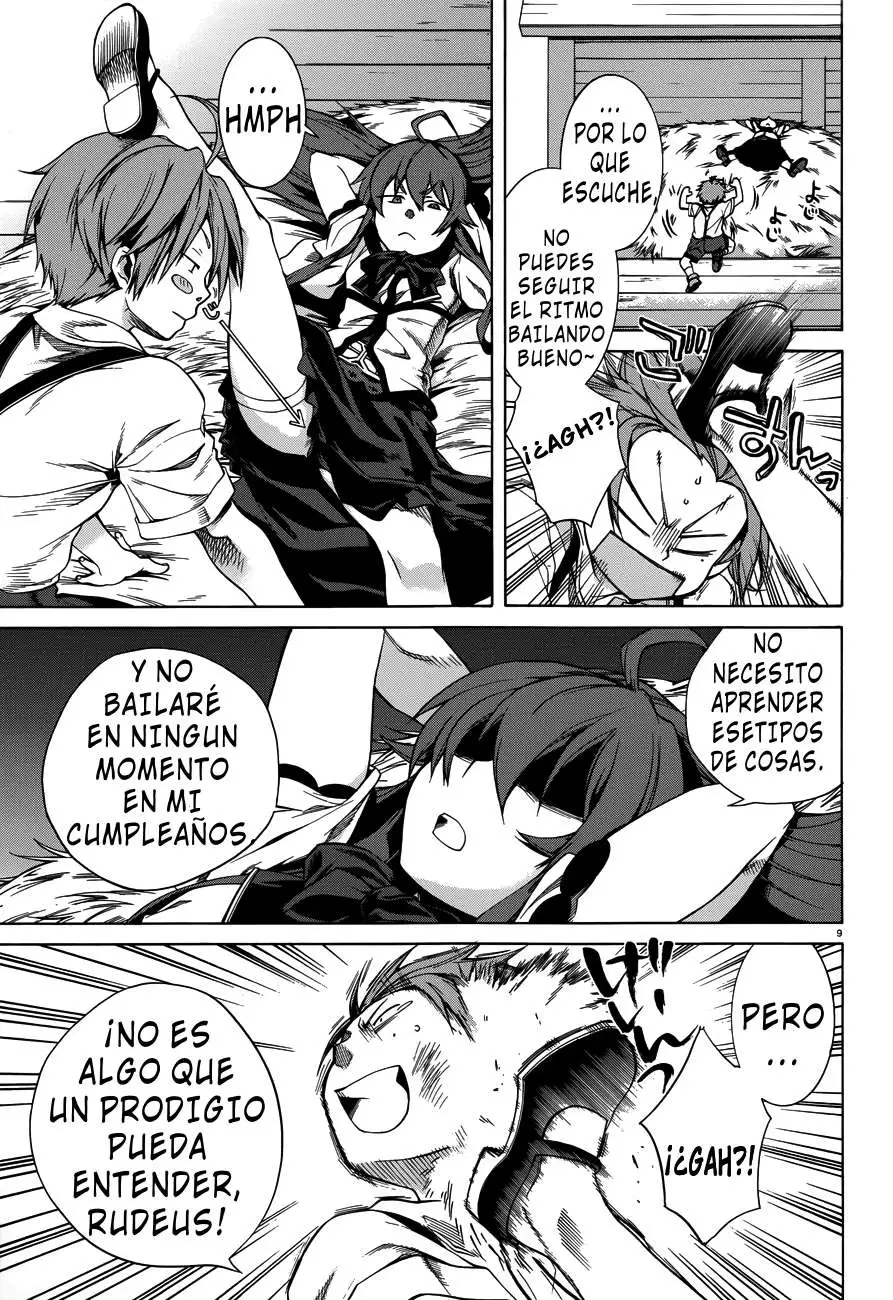 ...
POR LO
QUE
ESCUCHE,
NO
PUEDES
SEGUIR
EL RITMO
BAILANDO
BUENO~
¡¿AGH?!
...
HMPH
NO
NECESITO
APRENDER
ESETIPOS
DE COSAS.
Y NO
BAILARÉ
EN NINGUN
MOMENTO
EN MI
CUMPLEAÑOS.
9
PERO
...
¡¿GAH?!
¡NO ES
ALGO QUE
UN PRODIGIO
PUEDA
ENTENDER,
RUDEUS!